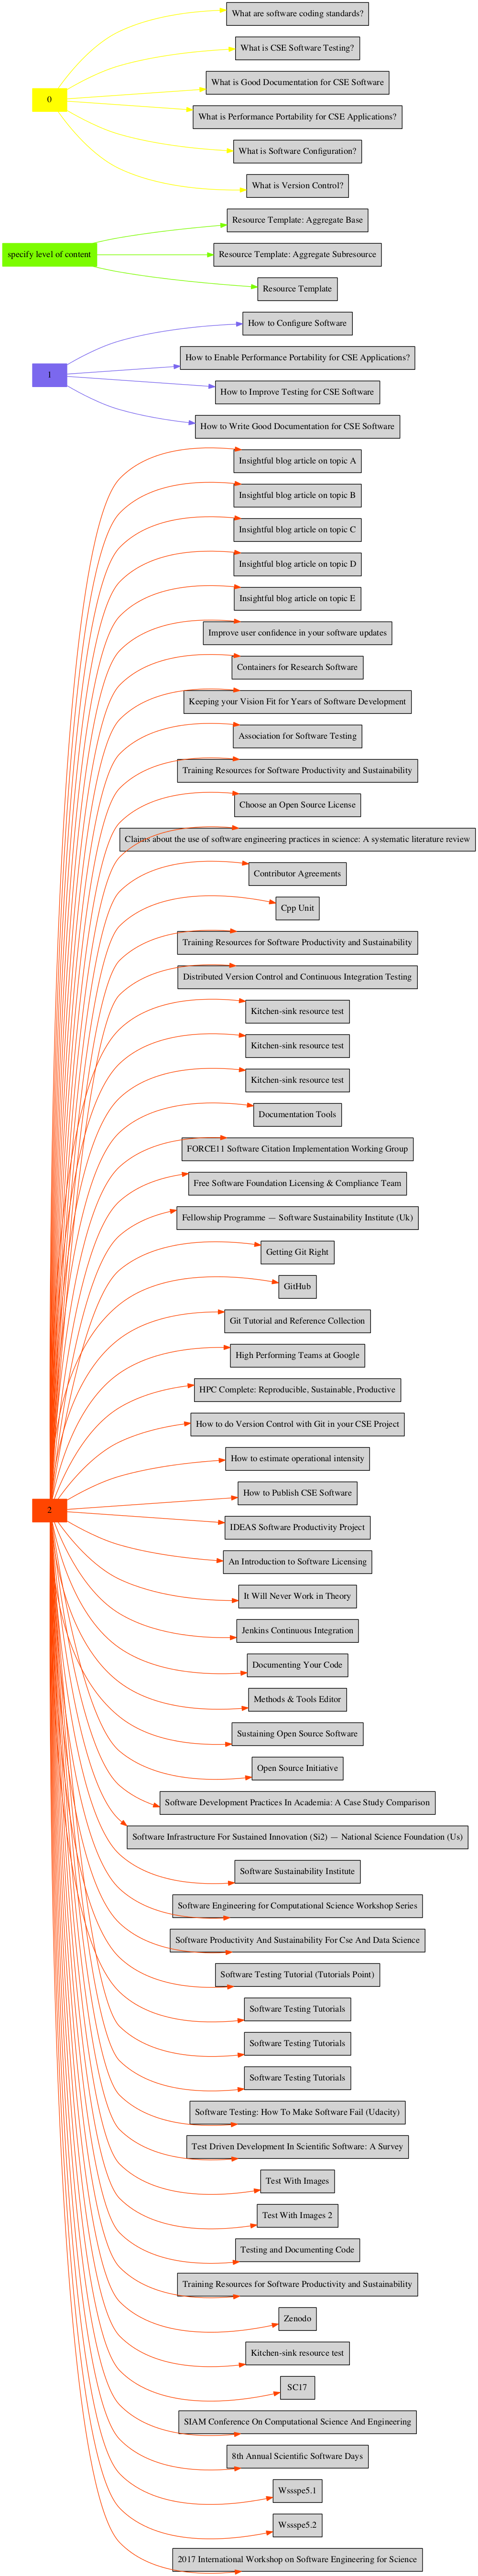 What are software coding standards?
What is CSE Software Testing?
What is Good Documentation for CSE Software
0
What is Performance Portability for CSE Applications?
What is Software Configuration?
What is Version Control?
Resource Template: Aggregate Base
specify level of content
Resource Template: Aggregate Subresource
Resource Template
How to Configure Software
How to Enable Performance Portability for CSE Applications?
1
How to Improve Testing for CSE Software
How to Write Good Documentation for CSE Software
Insightful blog article on topic A
Insightful blog article on topic B
Insightful blog article on topic C
Insightful blog article on topic D
Insightful blog article on topic E
Improve user confidence in your software updates
Containers for Research Software
Keeping your Vision Fit for Years of Software Development
Association for Software Testing
Training Resources for Software Productivity and Sustainability
Choose an Open Source License
Claims about the use of software engineering practices in science: A systematic literature review
Contributor Agreements
Cpp Unit
Training Resources for Software Productivity and Sustainability
Distributed Version Control and Continuous Integration Testing
Kitchen-sink resource test
Kitchen-sink resource test
Kitchen-sink resource test
Documentation Tools
FORCE11 Software Citation Implementation Working Group
Free Software Foundation Licensing & Compliance Team
Fellowship Programme — Software Sustainability Institute (Uk)
Getting Git Right
GitHub
Git Tutorial and Reference Collection
High Performing Teams at Google
HPC Complete: Reproducible, Sustainable, Productive
How to do Version Control with Git in your CSE Project
How to estimate operational intensity
How to Publish CSE Software
2
IDEAS Software Productivity Project
An Introduction to Software Licensing
It Will Never Work in Theory
Jenkins Continuous Integration
Documenting Your Code
Methods & Tools Editor
Sustaining Open Source Software
Open Source Initiative
Software Development Practices In Academia: A Case Study Comparison
Software Infrastructure For Sustained Innovation (Si2) — National Science Foundation (Us)
Software Sustainability Institute
Software Engineering for Computational Science Workshop Series
Software Productivity And Sustainability For Cse And Data Science
Software Testing Tutorial (Tutorials Point)
Software Testing Tutorials
Software Testing Tutorials
Software Testing Tutorials
Software Testing: How To Make Software Fail (Udacity)
Test Driven Development In Scientific Software: A Survey
Test With Images
Test With Images 2
Testing and Documenting Code
Training Resources for Software Productivity and Sustainability
Zenodo
Kitchen-sink resource test
SC17
SIAM Conference On Computational Science And Engineering
8th Annual Scientific Software Days
Wssspe5.1
Wssspe5.2
2017 International Workshop on Software Engineering for Science